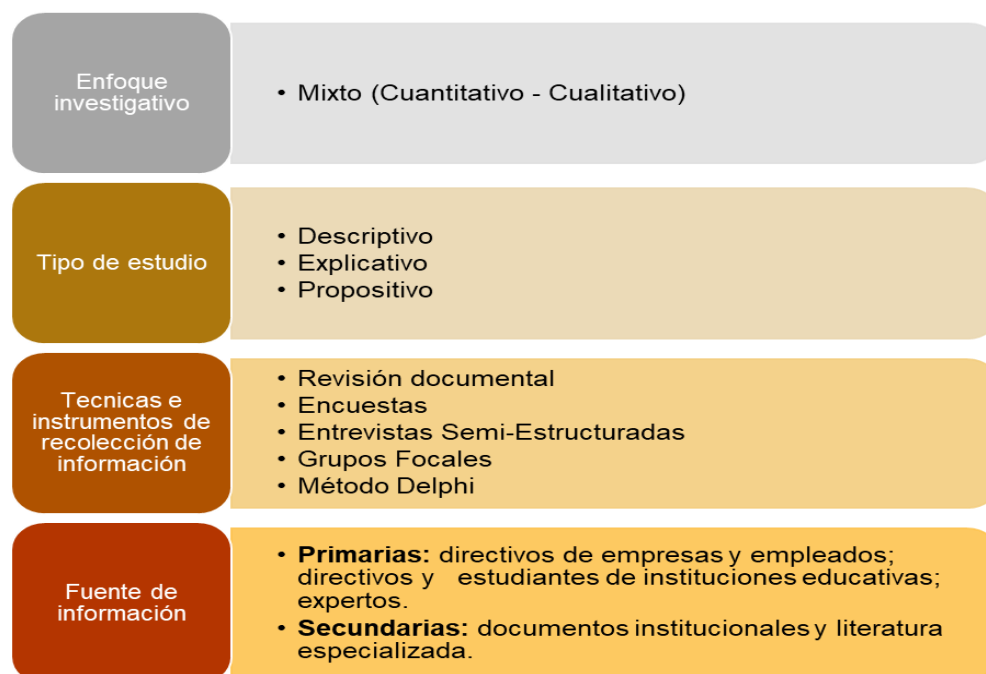 Enfoque
investigativo
• Mixto (Cuantitativo - Cualitativo)
Tipo de estudio
• Descriptivo
• Explicativo
• Propositivo
Tecnicas e
instrumentos de
recolección de
información
• Revisión documental
• Encuestas
• Entrevistas Semi-Estructuradas
• Grupos Focales
• Método Delphi
Fuente de
información
• Primarias: directivos de empresas y empleados;
directivos y estudiantes de instituciones educativas;
expertos.
• Secundarias: documentos institucionales y literatura
especializada.